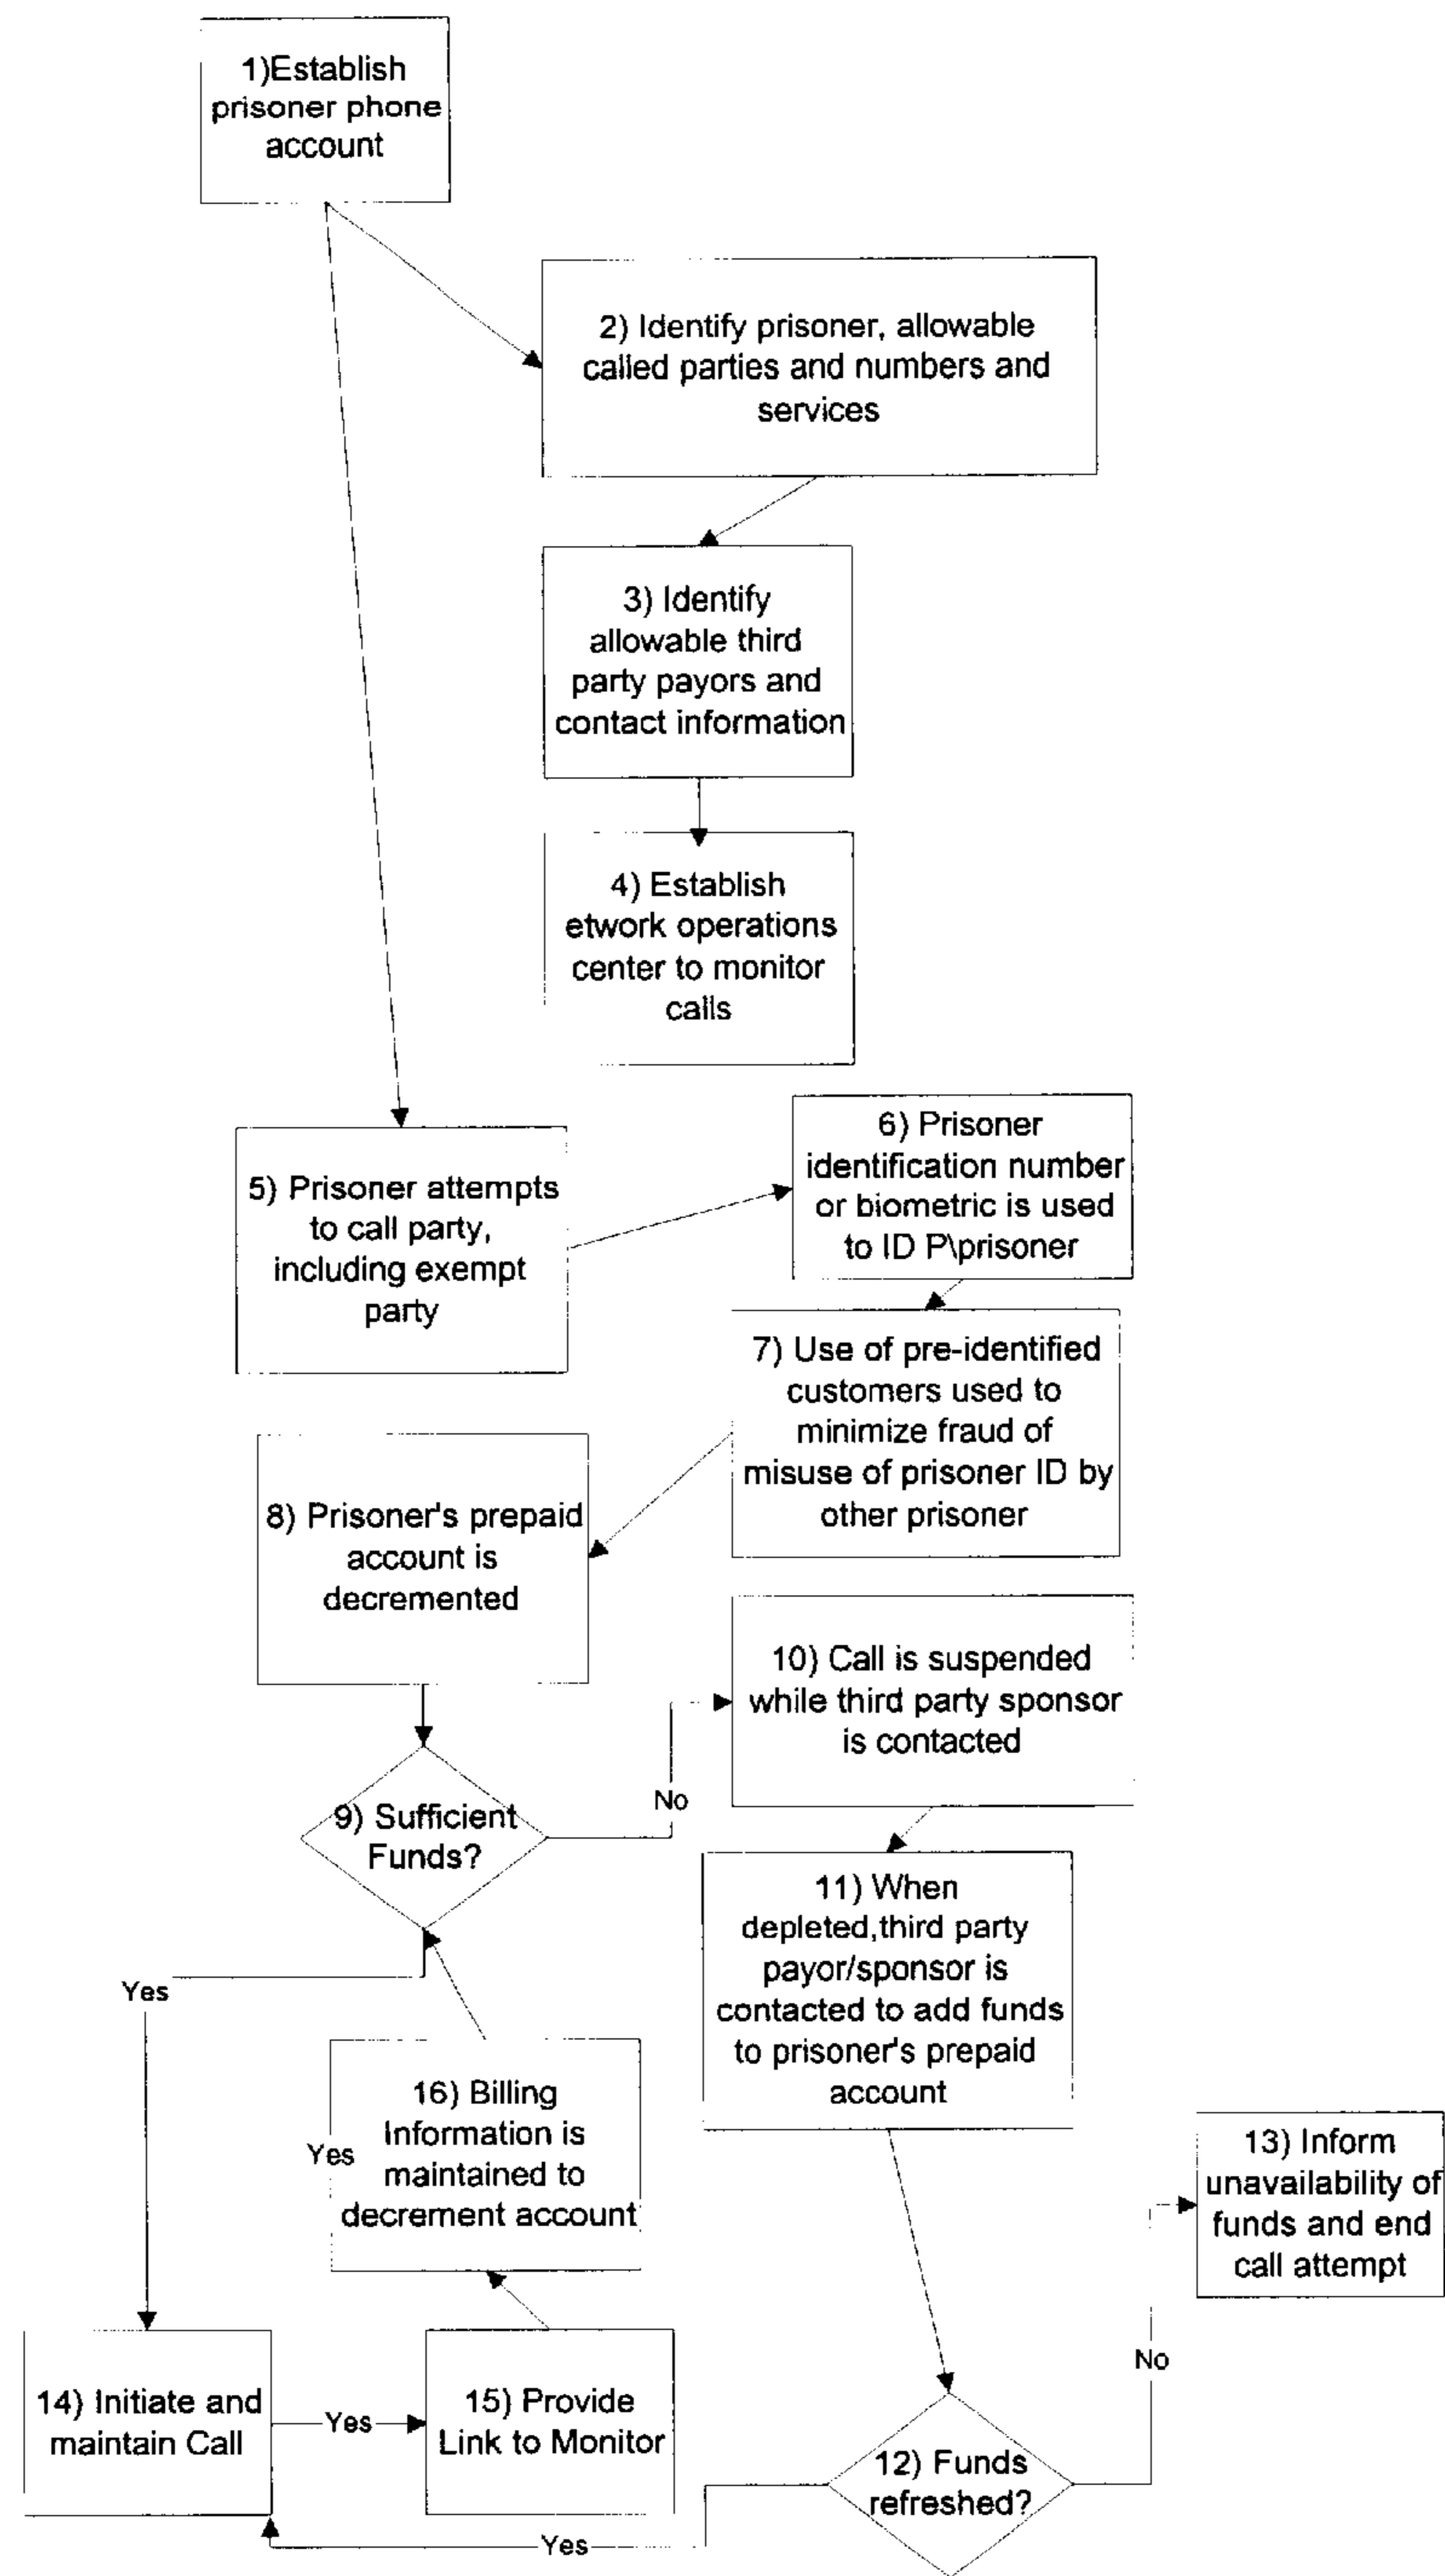 1)Establish
prisoner phone
account
2) Identify prisoner, allowable
called parties and numbers and
services
3) Identify
allowable third
party payors and
contact information
4) Establish
etwork operations
center to monitor
calls
5) Prisoner attempts
to call party,
including exempt
party
6) Prisoner
identification number
or biometric is used
to ID P\prisoner
7) Use of pre-identified
customers used to
minimize fraud of
misuse of prisoner ID by
other prisoner
8) Prisoner's prepaid
account is
decremented
9) Sufficient
Funds?
No
10) Call is suspended
while third party sponsor
is contacted
11) When
depleted,third party
payor/sponsor is
contacted to add funds
to prisoner's prepaid
account
Yes
16) Billing
Information is
maintained to
decrement account
Yes
13) Inform
unavailability of
funds and end
call attempt
No
14) Initiate and
maintain Call
Yes
15) Provide
Link to Monitor
12) Funds
refreshed?
Yes